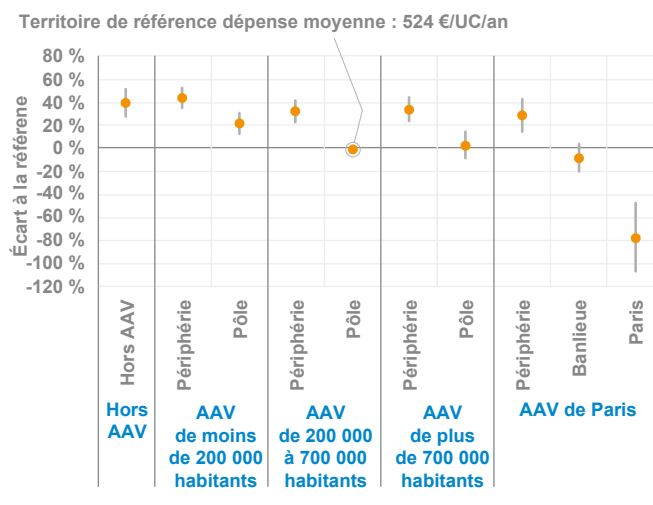 Territoire de référence dépense moyenne : 524 €/UC/an
Écart à la référene
80 %
60 %
40 %
20 %
0 %
-20 %
-40 %
-60 %
-80 %
-100 %
-120 %
Hors AAV
Périphérie
Pôle
Périphérie
Pôle
Périphérie
Pôle
Périphérie
Banlieue
Paris
Hors
AAV
AAV
de moins
de 200 000
habitants
AAV
de 200 000
à 700 000
habitants
AAV
de plus
de 700 000
habitants
AAV de Paris